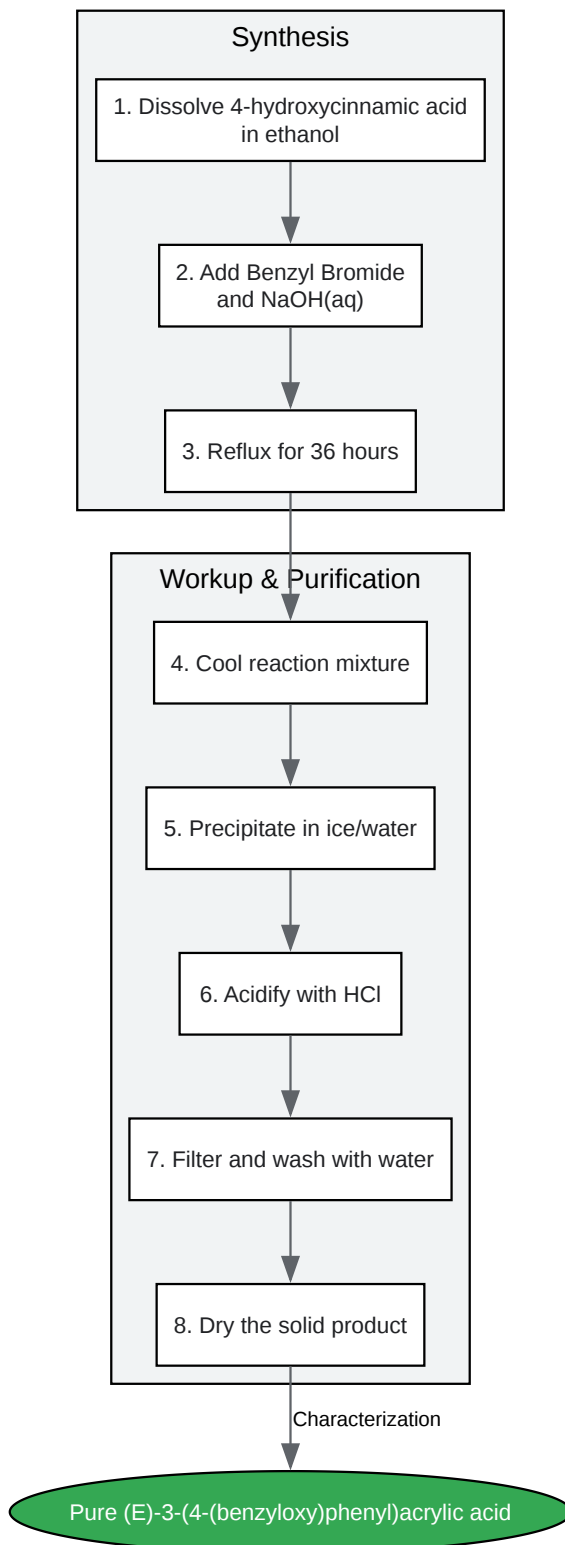 Synthesis
1. Dissolve 4-hydroxycinnamic acid
in ethanol
2. Add Benzyl Bromide
and NaOH(aq)
3. Reflux for 36 hours
Workup & Purification
4. Cool reaction mixture
5. Precipitate in ice/water
6. Acidify with HCl
7. Filter and wash with water
8. Dry the solid product
Characterization
Pure (E)-3-(4-(benzyloxy)phenyl)acrylic acid